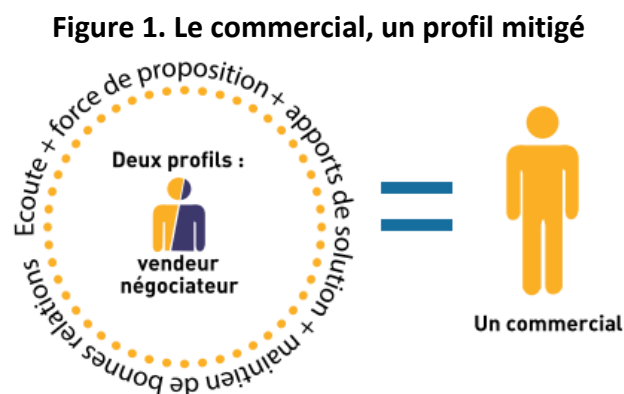 Figure 1. Le commercial, un profil mitigé
Ecoute + force de proposition + apports de solution + maintien de bonnes relations
Deux profils :
vendeur
négociateur
Un commercial